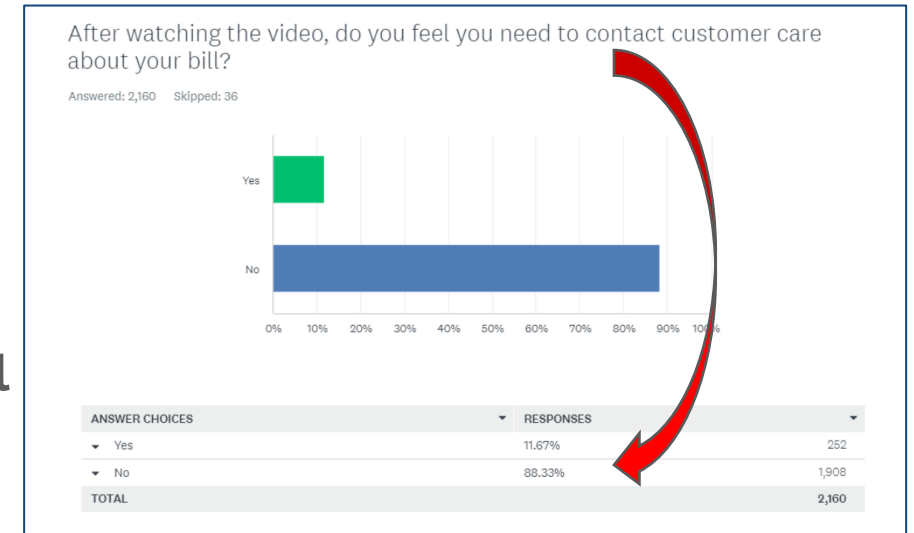 After watching the video, do you feel you need to contact customer care
about your bill?
Answered: 2,160 Skipped: 36
Yes
No
0% 10% 20% 30% 40% 50% 60% 70% 80% 90% 100%
ANSWER CHOICES RESPONSES
Yes 11.67% 252
No 88.33% 1,908
TOTAL 2,160